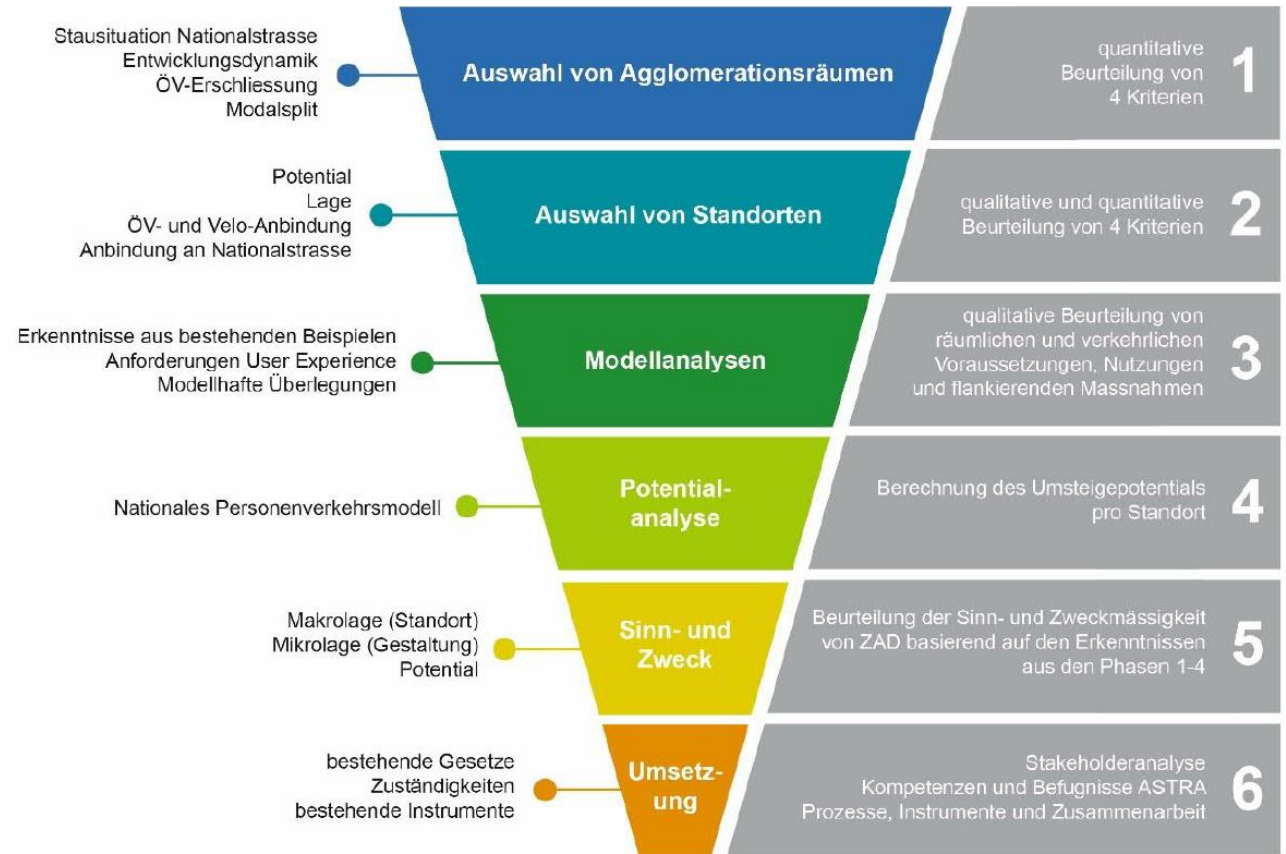 Stausituation Nationalstrasse
Entwicklungsdynamik
ÖV-Erschliessung
Modalsplit
Auswahl von Agglomerationsräumen
quantitative
Beurteilung von
4 Kriterien
1
Potential
Lage
ÖV- und Velo-Anbindung
Anbindung an Nationalstrasse
Auswahl von Standorten
qualitative und quantitative
Beurteilung von 4 Kriterien
2
Erkenntnisse aus bestehenden Beispielen
Anforderungen User Experience
Modellhafte Überlegungen
Modellanalysen
qualitative Beurteilung von
räumlichen und verkehrlichen
Voraussetzungen, Nutzungen
und flankierenden Massnahmen
3
Nationales Personenverkehrsmodell
Potential-
analyse
Berechnung des Umsteigepotentials
pro Standort
4
Makrolage (Standort)
Mikrolage (Gestaltung)
Potential
Sinn- und
Zweck
Beurteilung der Sinn- und Zweckmässigkeit
von ZAD basierend auf den Erkenntnissen
aus den Phasen 1-4
5
bestehende Gesetze
Zuständigkeiten
bestehende Instrumente
Umsetz-
ung
Stakeholderanalyse
Kompetenzen und Befugnisse ASTRA
Prozesse, Instrumente und Zusammenarbeit
6